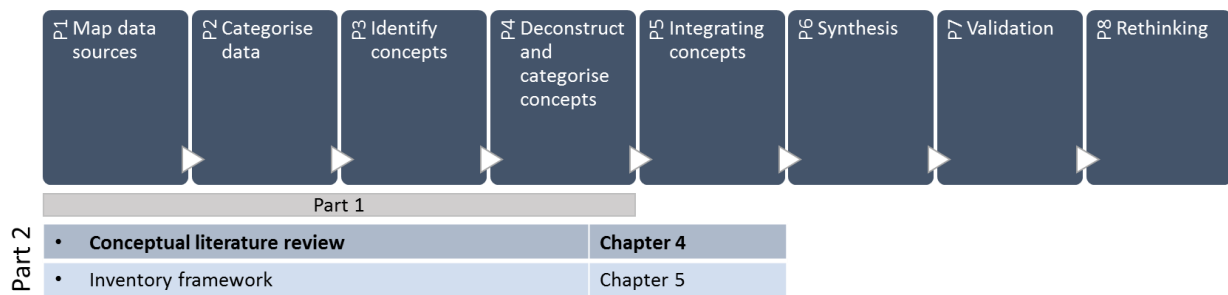 P1 Map data
sources
P2 Categorise
data
P3 Identify
concepts
P4 Deconstruct
and
categorise
concepts
P5 Integrating
concepts
P6 Synthesis
P7 Validation
P8 Rethinking
Part 1
Part 2
• Conceptual literature review Chapter 4
• Inventory framework Chapter 5